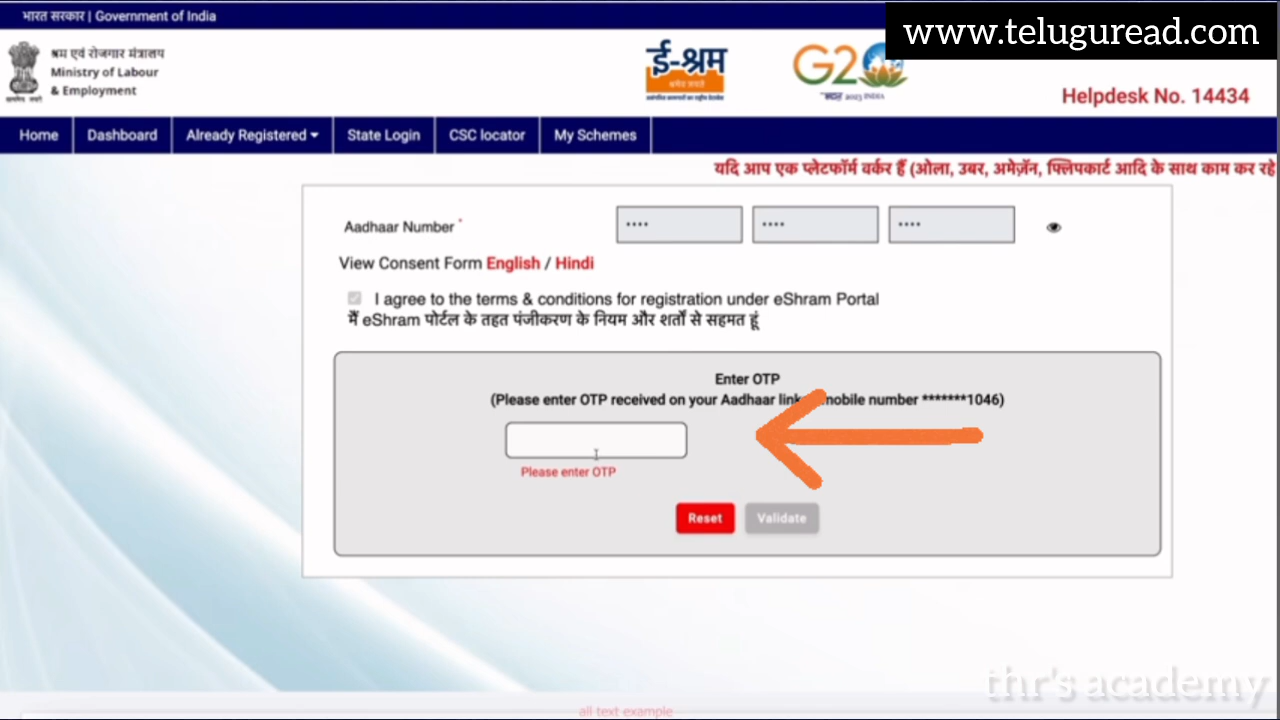 भारत सरकार | Government of India
www.teluguread.com
श्रम एवं रोजगार मंत्रालय
Ministry of Labour
& Employment
ई-श्रम
G20
Helpdesk No. 14434
Home Dashboard Already Registered State Login CSC locator My Schemes
यदि आप एक प्लेटफॉर्म वर्कर हैं (ओला, उबर, अमेज़ॅन, फ्लिपकार्ट आदि के साथ काम कर रहे
Aadhaar Number *
View Consent Form English / Hindi
I agree to the terms & conditions for registration under eShram Portal
मैं eShram पोर्टल के तहत पंजीकरण के नियम और शर्तों से सहमत हूं
Enter OTP
(Please enter OTP received on your Aadhaar mobile number *******1046)
Please enter OTP
Reset Validate
thr's academy
all text example